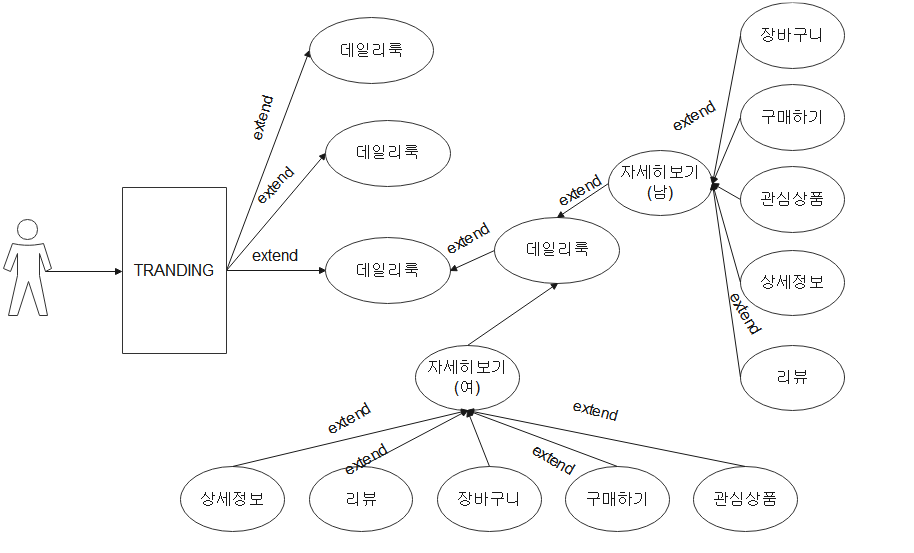 데일리룩
장바구니
extend
extend
구매하기
데일리룩
extend
자세히보기
(남)
extend
관심상품
TRANDING
extend
데일리룩
extend
데일리룩
상세정보
extend
자세히보기
(여)
리뷰
extend
extend
extend
extend
상세정보
리뷰
장바구니
구매하기
관심상품